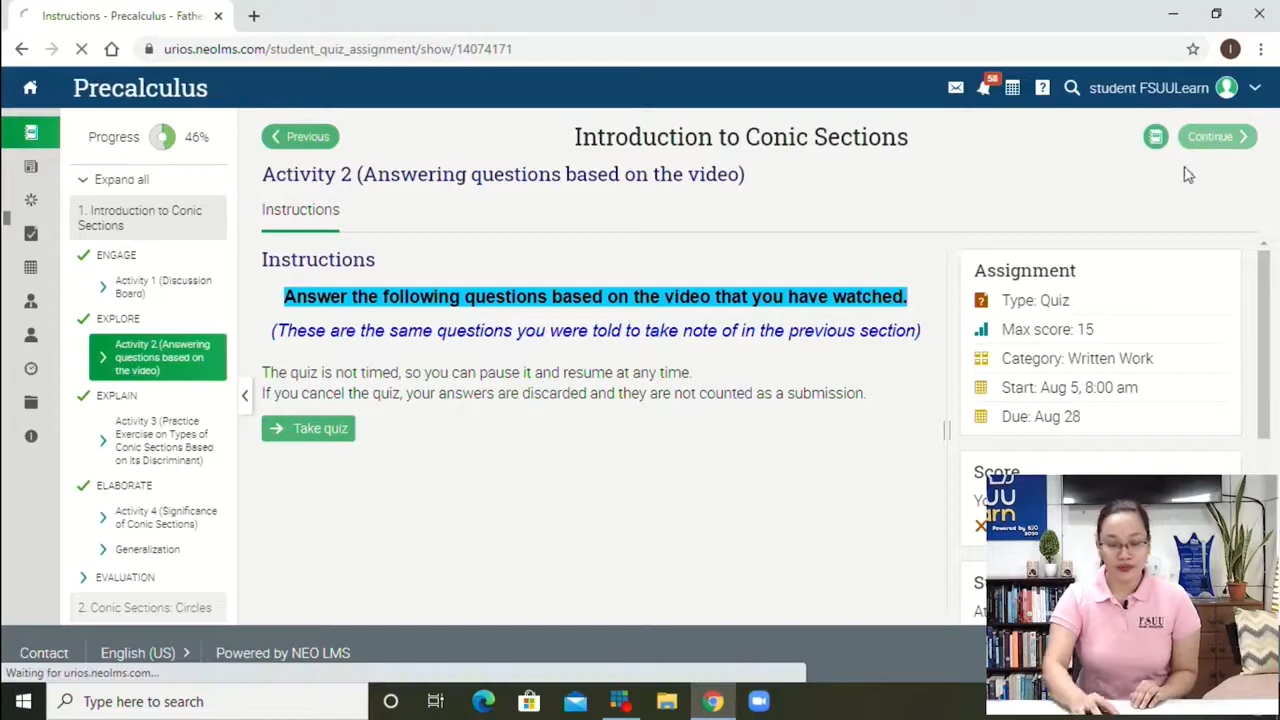 Instructions - Precalculus - Fathe
urios.neolms.com/student_quiz_assignment/show/14074171
Precalculus
58
student FSUULearn
Progress 46%
Expand all
1. Introduction to Conic
Sections
ENGAGE
Activity 1 (Discussion
Board)
EXPLORE
Activity 2 (Answering
questions based on
the video)
EXPLAIN
Activity 3 (Practice
Exercise on Types of
Conic Sections Based
on Its Discriminant)
ELABORATE
Activity 4 (Significance
of Conic Sections)
Generalization
EVALUATION
2. Conic Sections: Circles
Previous
Introduction to Conic Sections
Continue
Activity 2 (Answering questions based on the video)
Instructions
Instructions
Answer the following questions based on the video that you have watched.
(These are the same questions you were told to take note of in the previous section)
The quiz is not timed, so you can pause it and resume at any time.
If you cancel the quiz, your answers are discarded and they are not counted as a submission.
Take quiz
Assignment
Type: Quiz
Max score: 15
Category: Written Work
Start: Aug 5, 8:00 am
Due: Aug 28
Score
UU
arn
Powered by NEO
FSUU
Contact
English (US)
Powered by NEO LMS
Waiting for urios.neolms.com...
Type here to search